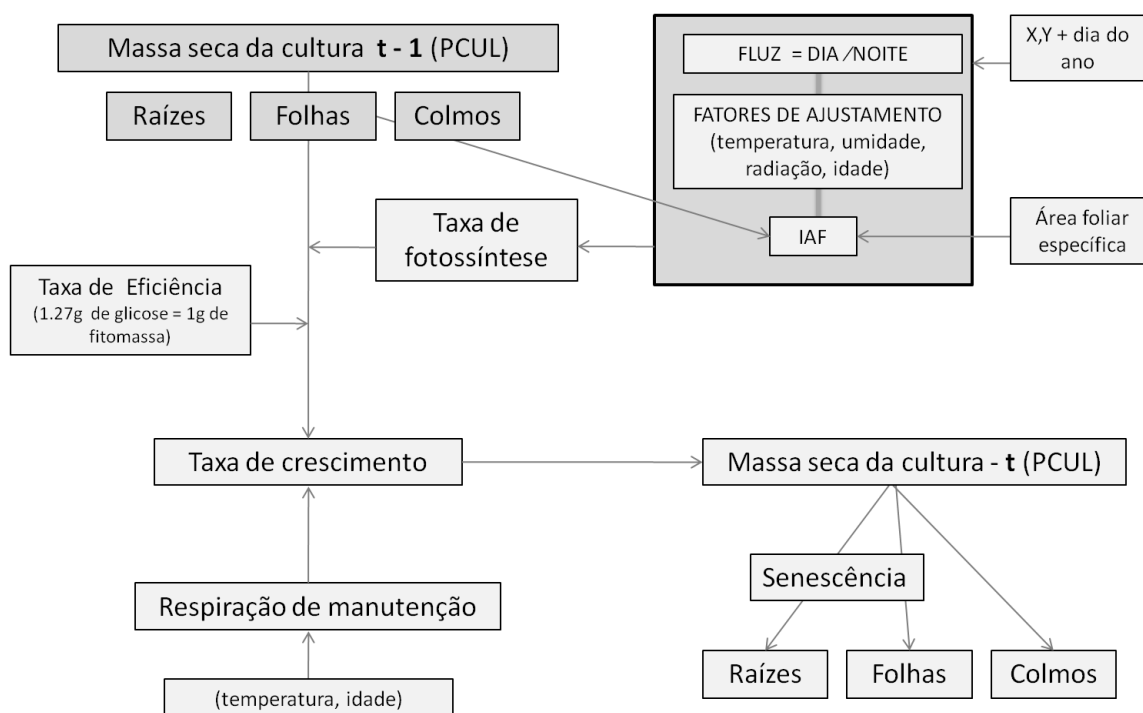 Massa seca da cultura t - 1 (PCUL)
Raízes
Folhas
Colmos
FLUZ = DIA /NOITE
FATORES DE AJUSTAMENTO
(temperatura, umidade,
radiação, idade)
IAF
X,Y + dia do
ano
Área foliar
específica
Taxa de
fotossíntese
Taxa de Eficiência
(1.27g de glicose = 1g de
fitomassa)
Taxa de crescimento
Massa seca da cultura - t (PCUL)
Respiração de manutenção
(temperatura, idade)
Senescência
Raízes
Folhas
Colmos